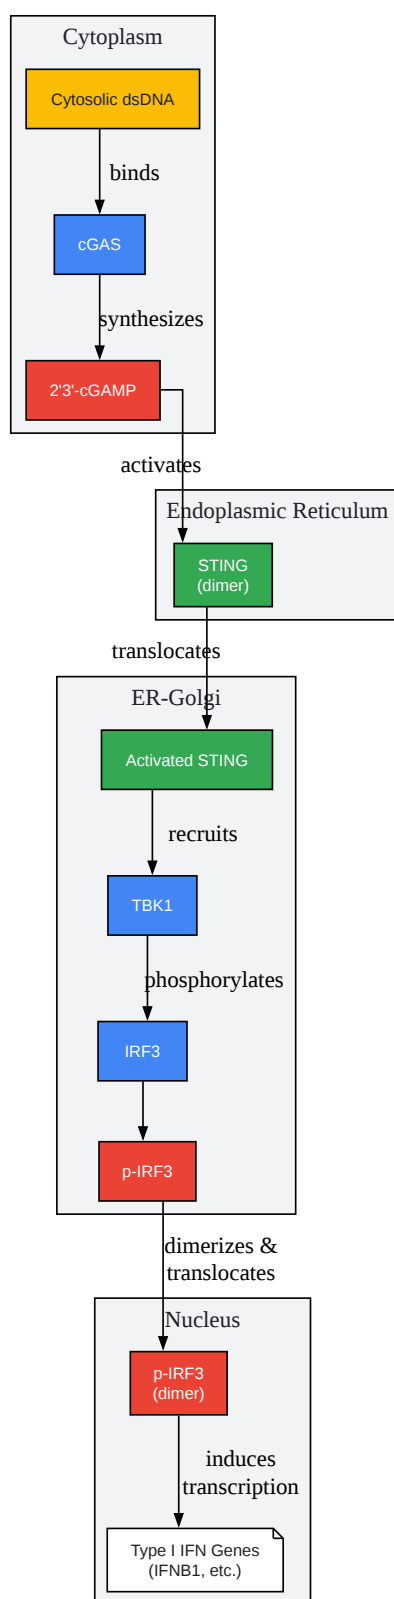 Cytoplasm
Cytosolic dsDNA
binds
cGAS
synthesizes
2'3'-cGAMP
activates
Endoplasmic Reticulum
STING
(dimer)
translocates
ER-Golgi
Activated STING
recruits
TBK1
phosphorylates
IRF3
p-IRF3
dimerizes &
translocates
Nucleus
p-IRF3
(dimer)
induces
transcription
Type I IFN Genes
(IFNB1, etc.)